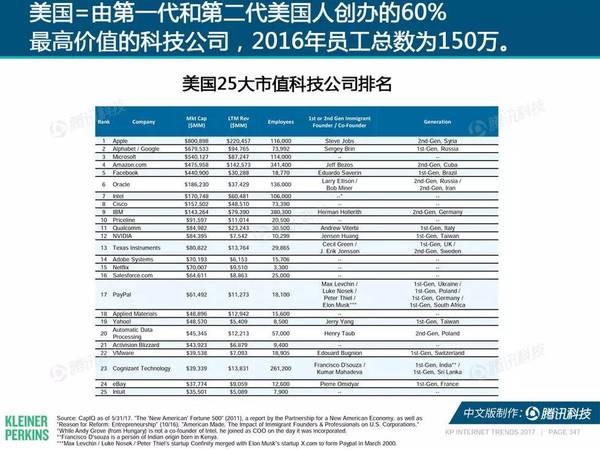 美国=由第一代和第二代美国人创办的60%
最高价值的科技公司，2016年员工总数为150万。
美国25大市值科技公司排名
腾讯科技
Rank Company Mkt Cap ($MM) LTM Rev ($MM) Employees 1st or 2nd Gen Immigrant Founder / Co-Founder Generation
1 Apple $800,898 $220,457 116,000 Steve Jobs 2nd-Gen, Syria
2 Alphabet / Google $679,533 $94,765 73,992 Sergey Brin 1st-Gen, Russia
3 Microsoft $540,127 $87,247 114,000 -- --
4 Amazon.com $475,958 $142,573 341,400 Jeff Bezos 2nd-Gen, Cuba
5 Facebook $440,900 $30,288 18,770 Eduardo Saverin 1st-Gen, Brazil
6 Oracle $186,230 $37,429 136,000 Larry Ellison / Bob Miner 2nd-Gen, Russia / 2nd-Gen, Iran
7 Intel $170,748 $60,481 106,000 --* --
8 Cisco $157,502 $48,510 73,390 -- --
9 IBM $143,264 $79,390 380,300 Herman Hollerith 2nd-Gen, Germany
10 Priceline $91,597 $11,014 20,500 -- --
11 Qualcomm $84,982 $23,243 30,500 Andrew Viterbi 1st-Gen, Italy
12 NVIDIA $84,395 $7,542 10,299 Jensen Huang 1st-Gen, Taiwan
13 Texas Instruments $80,822 $13,764 29,865 Cecil Green / J. Erik Jonsson 1st-Gen, UK / 2nd-Gen, Sweden
14 Adobe Systems $70,193 $6,153 15,706 -- --
15 Netflix $70,007 $9,510 3,300 -- --
16 Salesforce.com $64,611 $8,863 25,000 -- --
17 PayPal $61,492 $11,273 18,100 Max Levchin / Luke Nosek / Peter Thiel / Elon Musk*** 1st-Gen, Ukraine / 1st-Gen, Poland / 1st-Gen, Germany / 1st-Gen, South Africa
18 Applied Materials $48,896 $12,942 15,600 -- --
19 Yahoo! $48,570 $5,409 8,500 Jerry Yang 1st-Gen, Taiwan
20 Automatic Data Processing $45,345 $12,213 57,000 Henry Taub 2nd-Gen, Poland
21 Activision Blizzard $43,923 $6,879 9,400 -- --
22 VMware $39,538 $7,093 18,905 Edouard Bugnion 1st-Gen, Switzerland
23 Cognizant Technology $39,339 $13,831 261,200 Francisco D'souza / Kumar Mahadeva 1st-Gen, India** / 1st-Gen, Sri Lanka
24 eBay $37,774 $9,059 12,600 Pierre Omidyar 1st-Gen, France
25 Intuit $35,501 $5,089 7,900 -- --
腾讯科技
KLEINER
PERKINS
Source: CapIQ as of 5/31/17. "The 'New American' Fortune 500" (2011), a report by the Partnership for a New American Economy, as well as
"Reason for Reform: Entrepreneurship" (10/16), "American Made, The Impact of Immigrant Founders & Professionals on U.S. Corporations."
*While Andy Grove (from Hungary) is not a co-founder of Intel, he joined as COO on the day it was incorporated.
**Francisco D'souza is a person of Indian origin born in Kenya.
***Max Levchin / Luke Nosek / Peter Thiel's startup Confinity merged with Elon Musk's startup X.com to form Paypal in March 2000.
中文版制作：腾讯科技
KP INTERNET TRENDS 2017 | PAGE 347